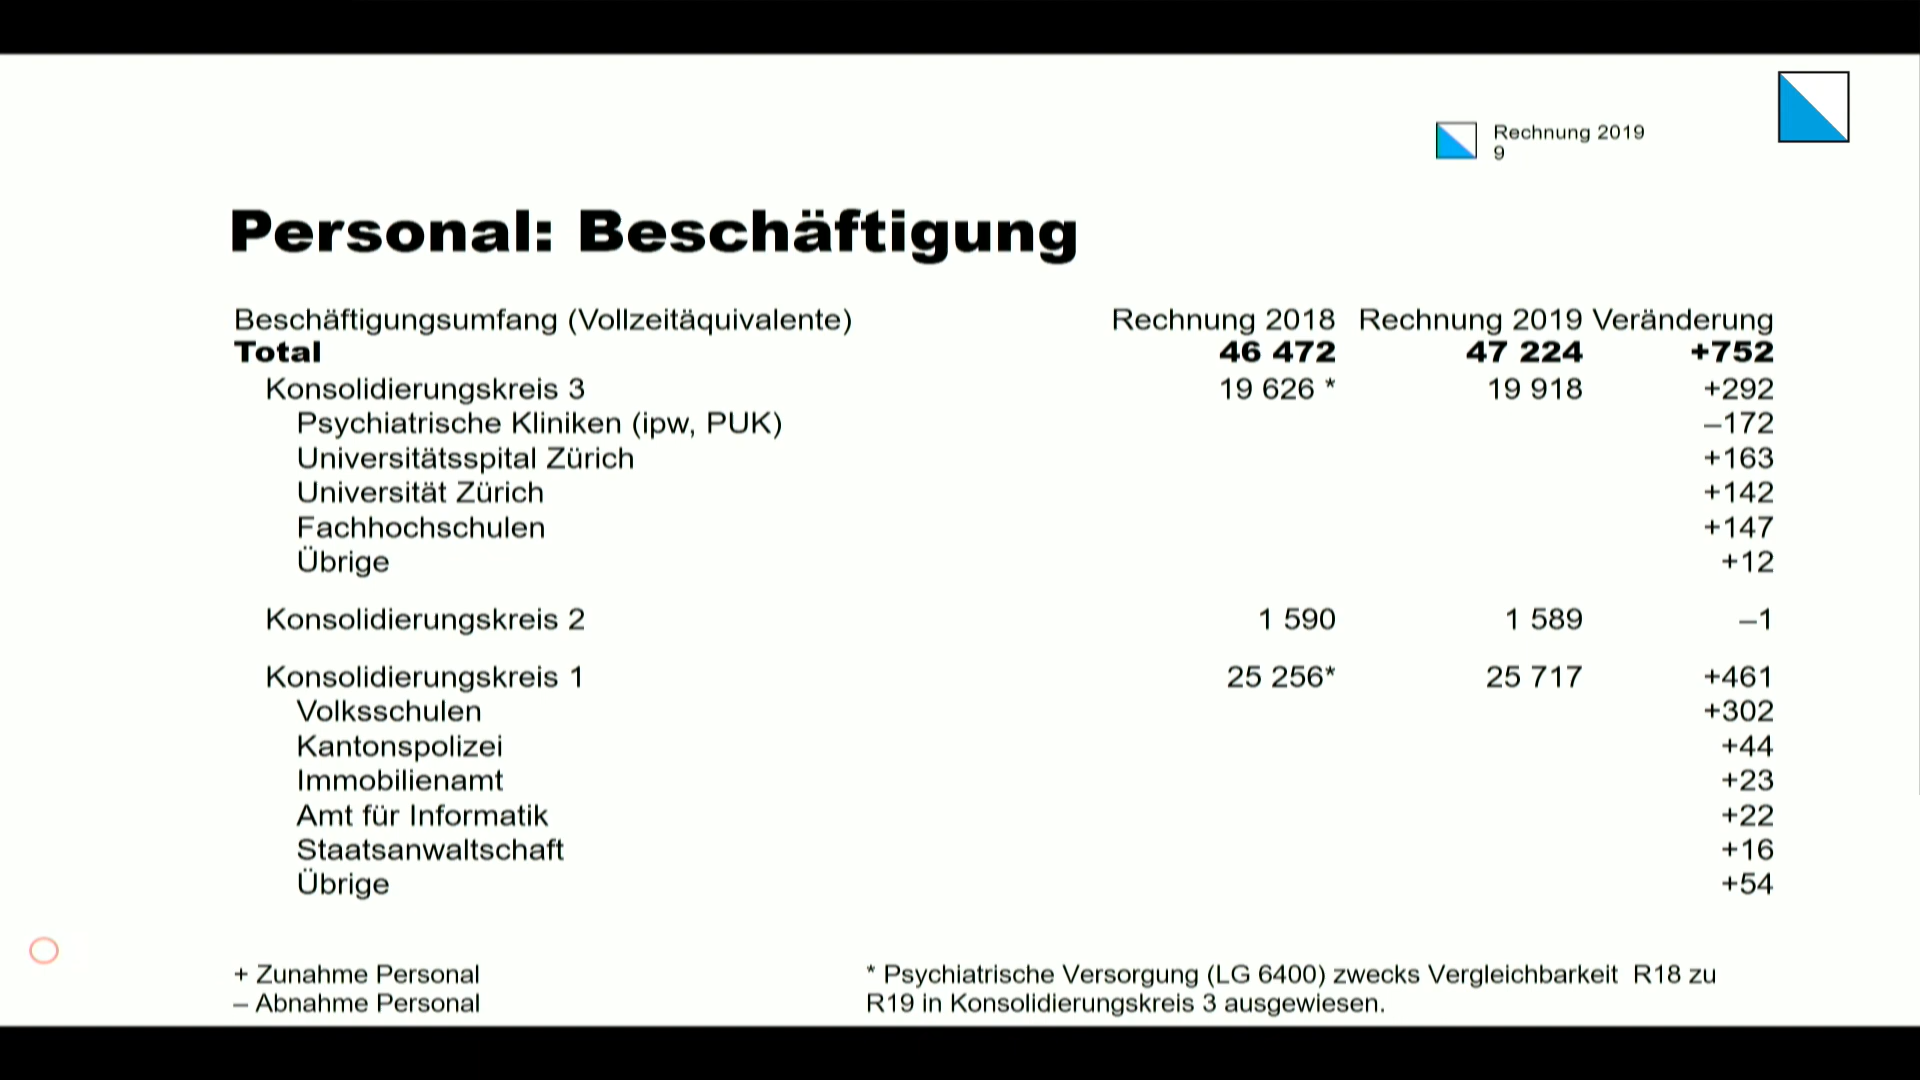 Rechnung 2019
9
Personal: Beschäftigung
Beschäftigungsumfang (Vollzeitäquivalente) Rechnung 2018 Rechnung 2019 Veränderung
Total 46 472 47 224 +752
Konsolidierungskreis 3 19 626 * 19 918 +292
Psychiatrische Kliniken (ipw, PUK) –172
Universitätsspital Zürich +163
Universität Zürich +142
Fachhochschulen +147
Übrige +12
Konsolidierungskreis 2 1 590 1 589 –1
Konsolidierungskreis 1 25 256* 25 717 +461
Volksschulen +302
Kantonspolizei +44
Immobilienamt +23
Amt für Informatik +22
Staatsanwaltschaft +16
Übrige +54
+ Zunahme Personal
– Abnahme Personal
* Psychiatrische Versorgung (LG 6400) zwecks Vergleichbarkeit R18 zu
R19 in Konsolidierungskreis 3 ausgewiesen.